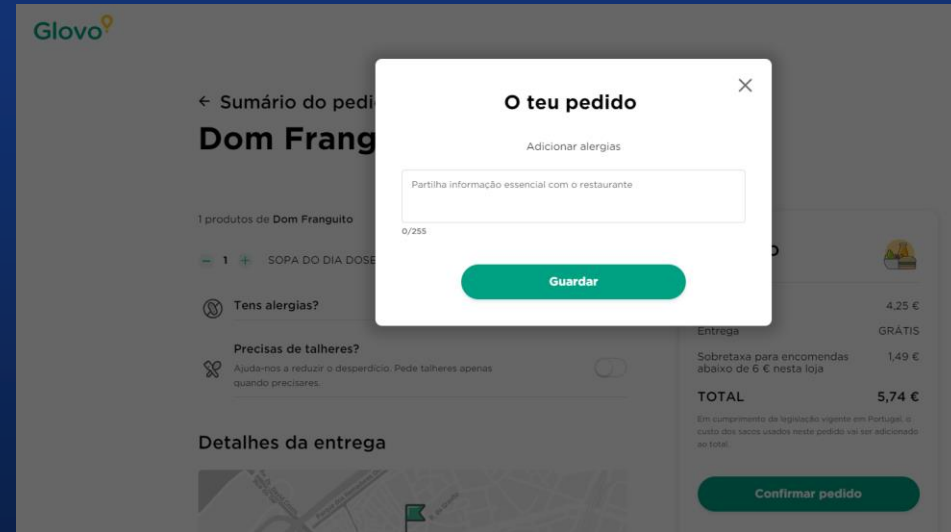 Glovo
← Sumário do pedi
Dom Frang
O teu pedido
Adicionar alergias
Partilha informação essencial com o restaurante
0/255
Guardar
1 produtos de Dom Franguito
− 1 + SOPA DO DIA DOSE
Tens alergias?
Precisas de talheres?
Ajuda-nos a reduzir o desperdício. Pede talheres apenas
quando precisares.
Detalhes da entrega
4,25 €
Entrega GRÁTIS
Sobretaxa para encomendas 1,49 €
abaixo de 6 € nesta loja
TOTAL 5,74 €
Em cumprimento da legislação vigente em Portugal, o
custo dos sacos usados neste pedido vai ser adicionado
ao total.
Confirmar pedido